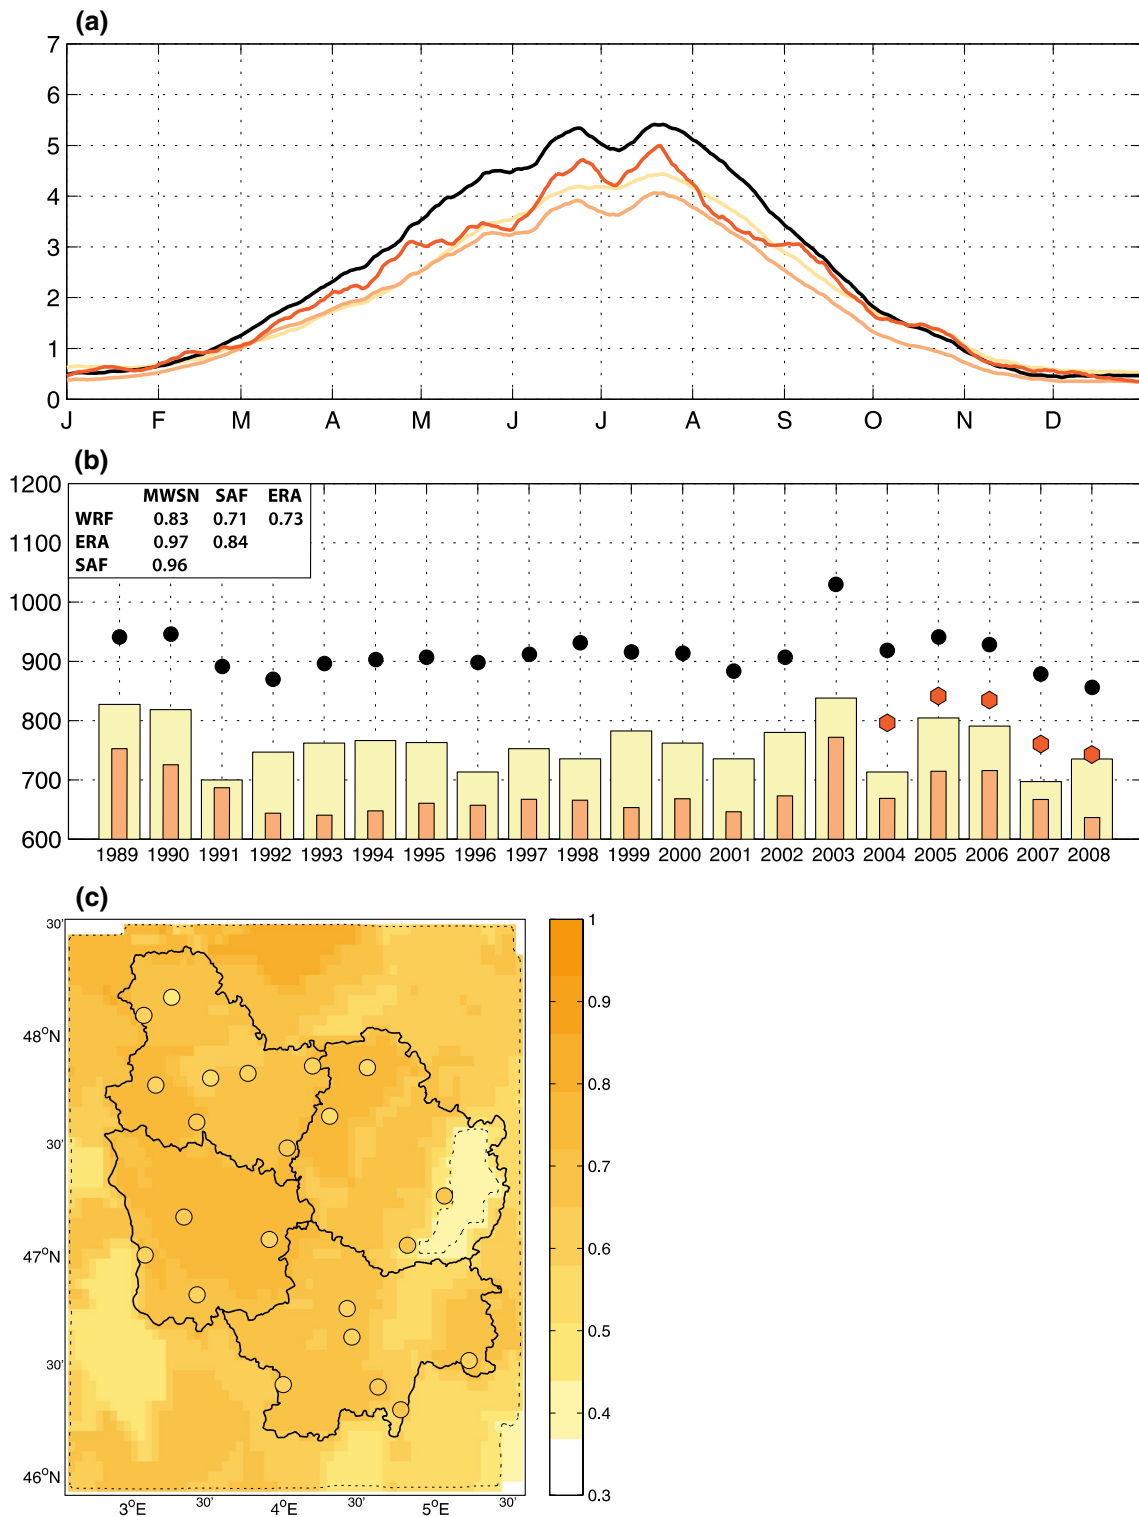 (a)
7
6
5
4
3
2
1
0
J F M A M J J A S O N D
(b)
1200
1100
1000
900
800
700
600
MWSN SAF ERA
WRF 0.83 0.71 0.73
ERA 0.97 0.84
SAF 0.96
1989 1990 1991 1992 1993 1994 1995 1996 1997 1998 1999 2000 2001 2002 2003 2004 2005 2006 2007 2008
(c)
30'
48°N
30'
47°N
30'
46°N
3°E 30' 4°E 30' 5°E 30'
1
0.9
0.8
0.7
0.6
0.5
0.4
0.3